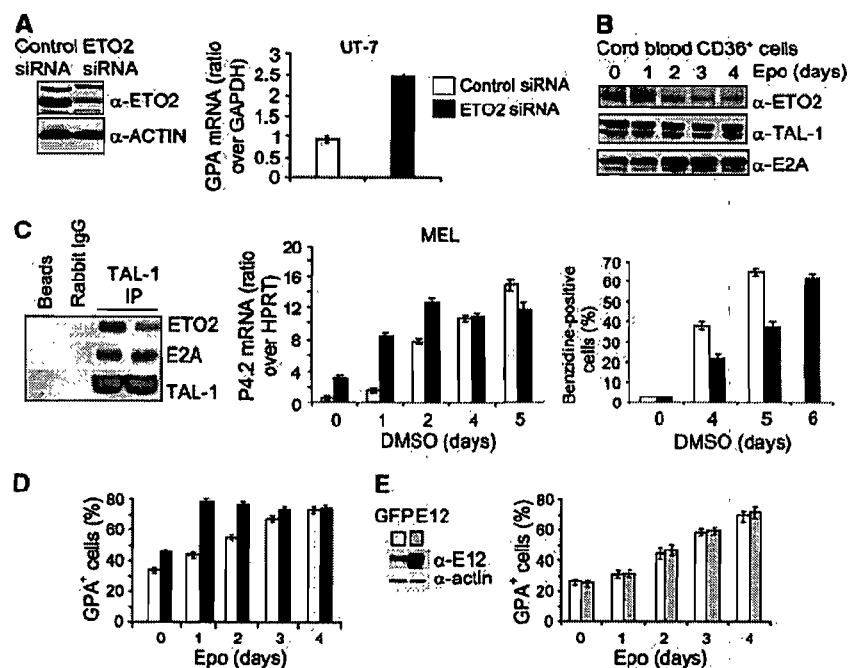 A
Control ETO2
siRNA siRNA
α-ETO2
α-ACTIN
UT-7
GPA mRNA (ratio
over GAPDH)
3
2.5
2
1.5
1
0.5
0
Control siRNA
ETO2 siRNA
B
Cord blood CD36+ cells
0 1 2 3 4 Epo (days)
α-ETO2
α-TAL-1
α-E2A
C
Beads
Rabbit IgG
TAL-1
IP
ETO2
E2A
TAL-1
MEL
P4.2 mRNA (ratio
over HPRT)
20
16
12
8
4
0
0 1 2 4 5
DMSO (days)
Benzidine-positive
cells (%)
70
60
50
40
30
20
10
0
0 4 5 6
DMSO (days)
D
GPA+ cells (%)
80
60
40
20
0
0 1 2 3 4
Epo (days)
E
GFP E12
α-E12
α-actin
GPA+ cells (%)
80
60
40
20
0
0 1 2 3 4
Epo (days)